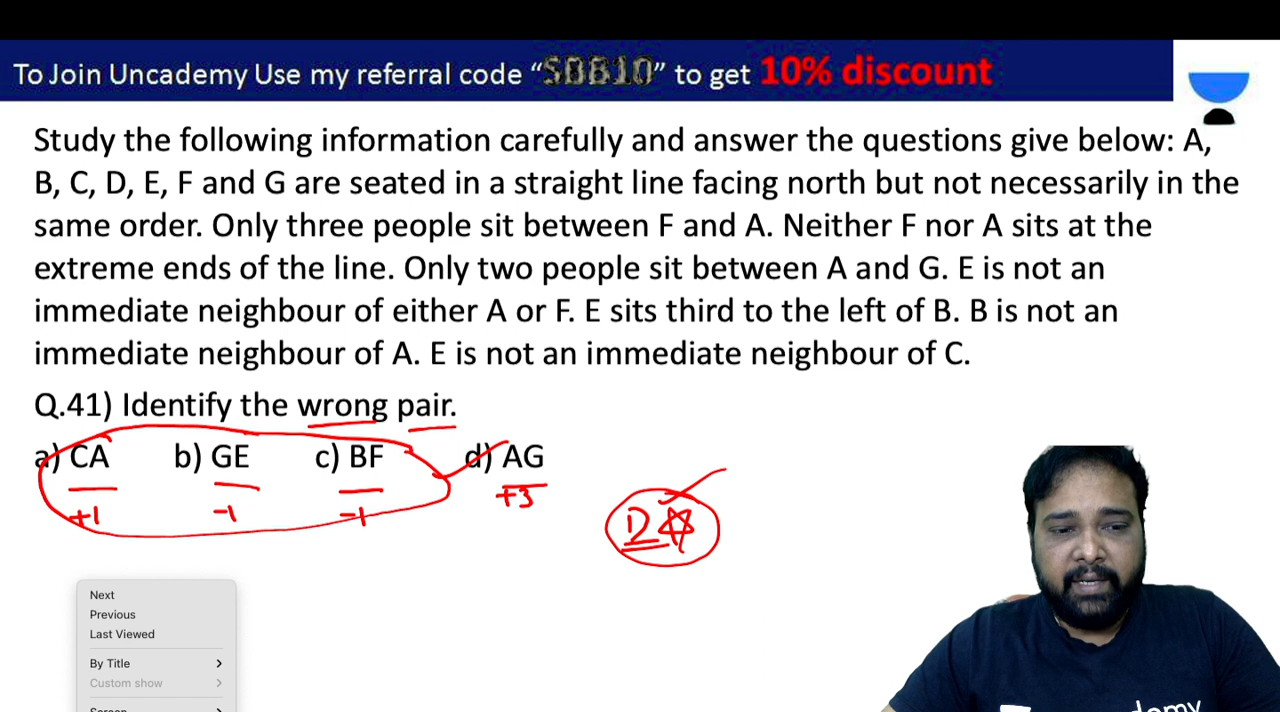 To Join Uncademy Use my referral code “SBB10” to get 10% discount
Study the following information carefully and answer the questions give below: A,
B, C, D, E, F and G are seated in a straight line facing north but not necessarily in the
same order. Only three people sit between F and A. Neither F nor A sits at the
extreme ends of the line. Only two people sit between A and G. E is not an
immediate neighbour of either A or F. E sits third to the left of B. B is not an
immediate neighbour of A. E is not an immediate neighbour of C.
Q.41) Identify the wrong pair.
a) CA b) GE c) BF d) AG
+1 -1 -1 +3
D
Next
Previous
Last Viewed
By Title
Custom show
Screen